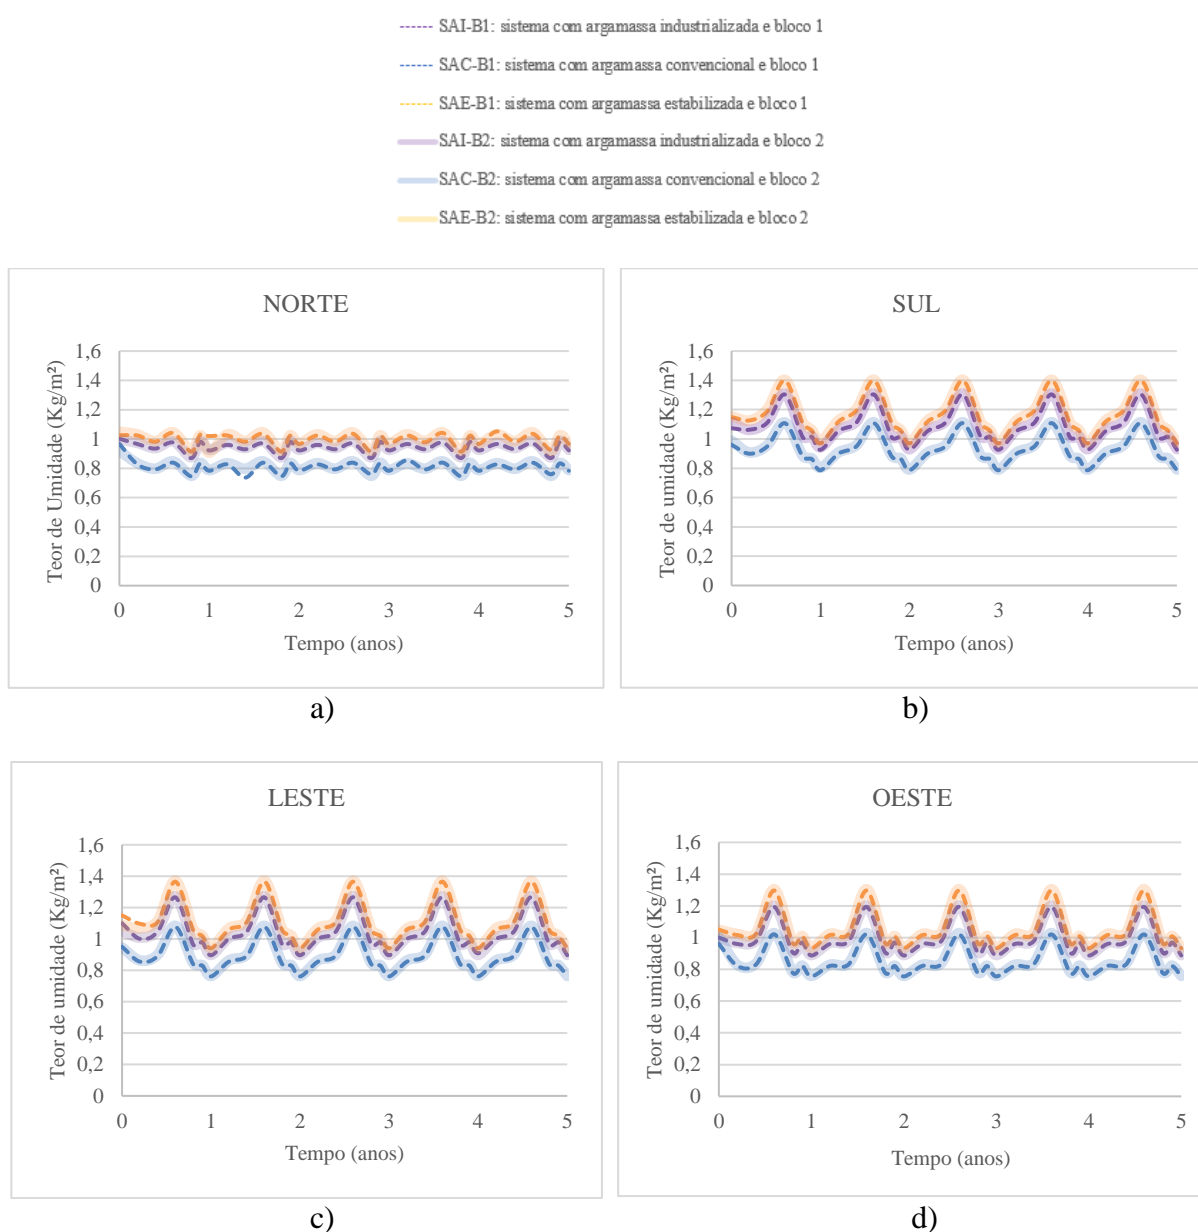 SAI-B1: sistema com argamassa industrializada e bloco 1
SAC-B1: sistema com argamassa convencional e bloco 1
SAE-B1: sistema com argamassa estabilizada e bloco 1
SAI-B2: sistema com argamassa industrializada e bloco 2
SAC-B2: sistema com argamassa convencional e bloco 2
SAE-B2: sistema com argamassa estabilizada e bloco 2
NORTE
Teor de Umidade (Kg/m²)
1,6
1,4
1,2
1
0,8
0,6
0,4
0,2
0
0 1 2 3 4 5
Tempo (anos)
a)
SUL
Teor de umidade (Kg/m²)
1,6
1,4
1,2
1
0,8
0,6
0,4
0,2
0
0 1 2 3 4 5
Tempo (anos)
b)
LESTE
Teor de umidade (Kg/m²)
1,6
1,4
1,2
1
0,8
0,6
0,4
0,2
0
0 1 2 3 4 5
Tempo (anos)
c)
OESTE
Teor de umidade (Kg/m²)
1,6
1,4
1,2
1
0,8
0,6
0,4
0,2
0
0 1 2 3 4 5
Tempo (anos)
d)